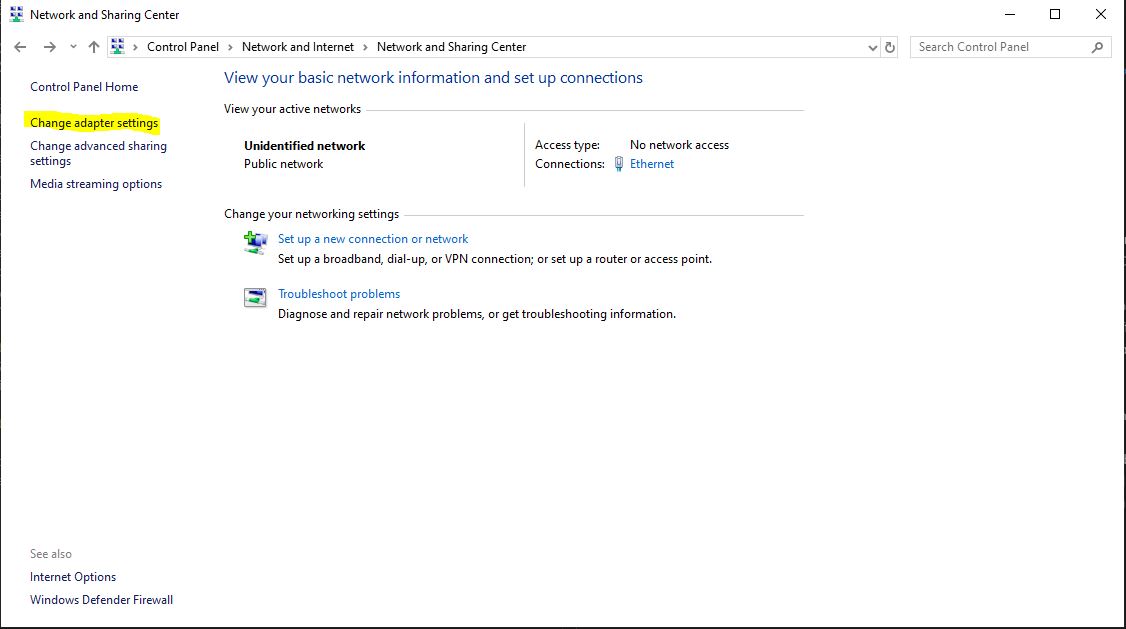 Network and Sharing Center
Control Panel > Network and Internet > Network and Sharing Center
Search Control Panel
Control Panel Home
Change adapter settings
Change advanced sharing
settings
Media streaming options
View your basic network information and set up connections
View your active networks
Unidentified network
Public network
Access type: No network access
Connections: Ethernet
Change your networking settings
Set up a new connection or network
Set up a broadband, dial-up, or VPN connection; or set up a router or access point.
Troubleshoot problems
Diagnose and repair network problems, or get troubleshooting information.
See also
Internet Options
Windows Defender Firewall